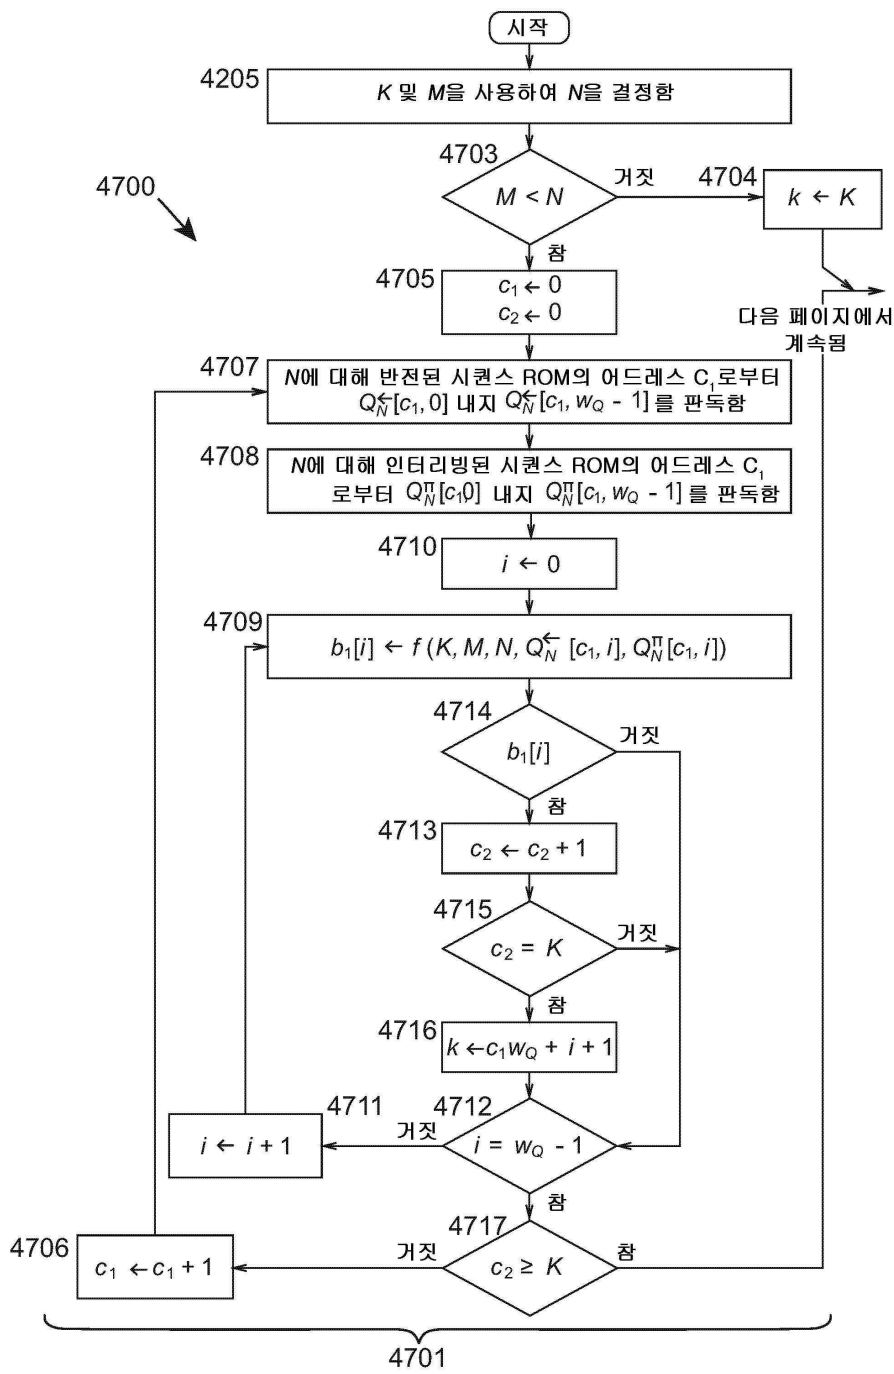 시작
4205
K 및 M을 사용하여 N을 결정함
4703
M < N
거짓
4704
k ← K
4700
참
4705
c₁ ← 0
c₂ ← 0
다음 페이지에서
계속됨
4707
N에 대해 반전된 시퀀스 ROM의 어드레스 C₁로부터
Q_N^←[c₁, 0] 내지 Q_N^←[c₁, w_Q - 1] 를 판독함
4708
N에 대해 인터리빙된 시퀀스 ROM의 어드레스 C₁
로부터 Q_N^π[c₁,0] 내지 Q_N^π[c₁, w_Q - 1] 를 판독함
4710
i ← 0
4709
b₁[i] ← f (K, M, N, Q_N^← [c₁, i], Q_N^π[c₁, i])
4714
b₁[i]
거짓
참
4713
c₂ ← c₂ + 1
4715
c₂ = K
거짓
참
4716
k ←c₁w_Q + i + 1
4711
i ← i + 1
거짓
4712
i = w_Q - 1
참
4706
c₁ ←c₁ + 1
거짓
4717
c₂ ≥ K
참
4701